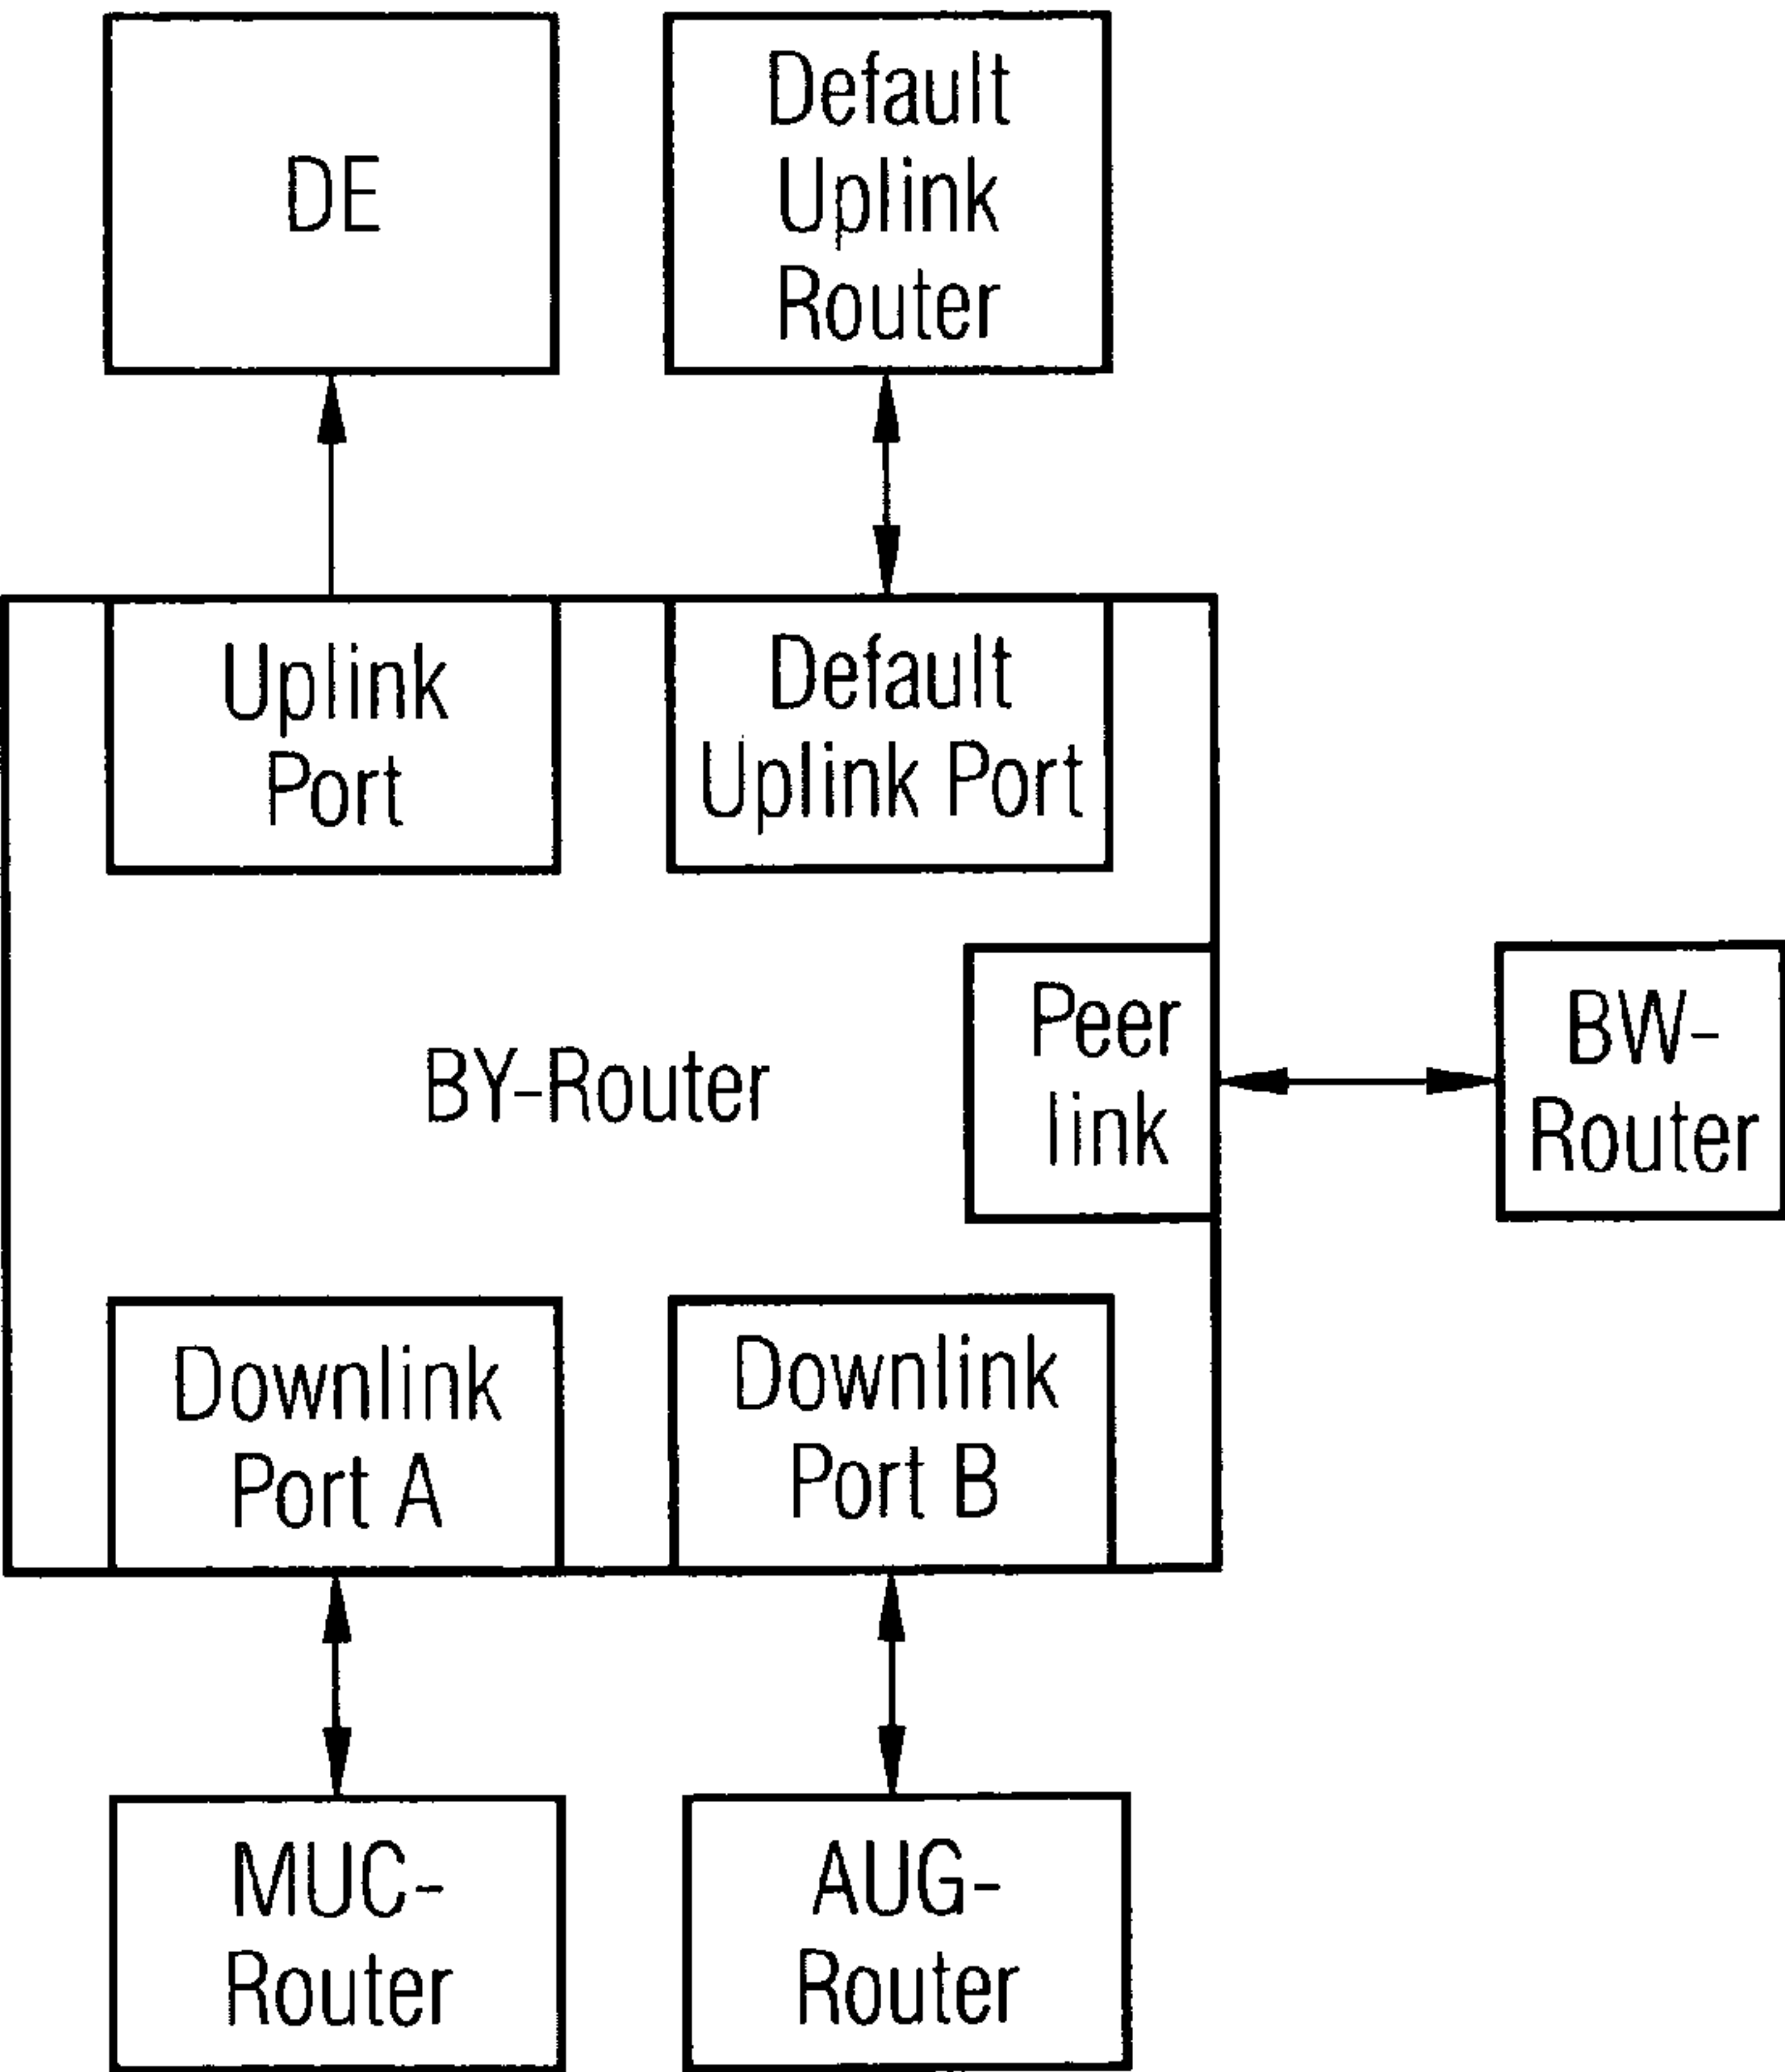 DE
Default
Uplink
Router
Uplink
Port
Default
Uplink Port
BY-Router
Peer
link
BW-
Router
Downlink
Port A
Downlink
Port B
MUC-
Router
AUG-
Router